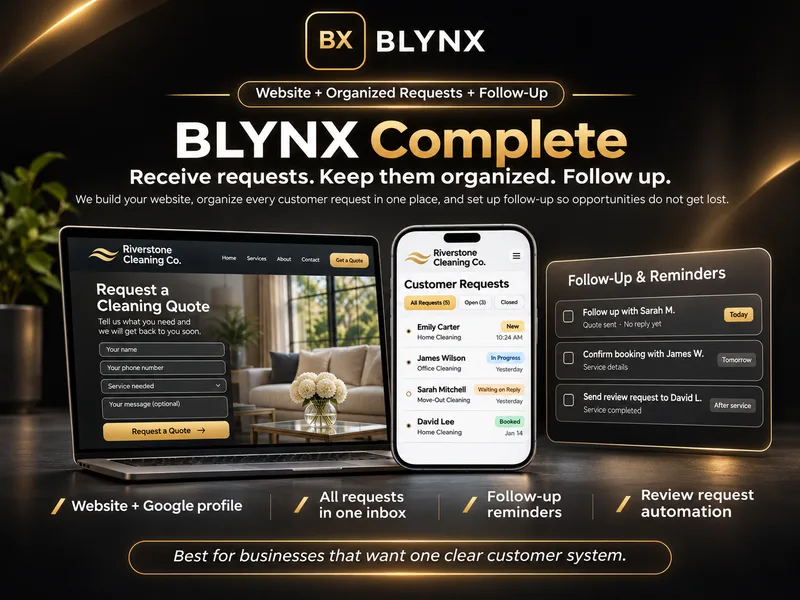 BX BLYNX
Website + Organized Requests + Follow-Up
BLYNX Complete
Receive requests. Keep them organized. Follow up.
We build your website, organize every customer request in one place, and set up follow-up so opportunities do not get lost.
Riverstone
Cleaning Co.
Home Services About Contact Get a Quote
Request a
Cleaning Quote
Tell us what you need and
we will get back to you soon.
Your name
Your phone number
Service needed
Your message (optional)
Request a Quote →
Riverstone
Cleaning Co.
Customer Requests
All Requests (5) Open (3) Closed
Emily Carter New
Home Cleaning 10:24 AM
James Wilson In Progress
Office Cleaning Yesterday
Sarah Mitchell Waiting on Reply
Move-Out Cleaning Yesterday
David Lee Booked
Home Cleaning Jan 14
Follow-Up & Reminders
Follow up with Sarah M. Today
Quote sent · No reply yet
Confirm booking with James W. Tomorrow
Service details
Send review request to David L. After service
Service completed
Website + Google profile
All requests
in one inbox
Follow-up
reminders
Review request
automation
Best for businesses that want one clear customer system.